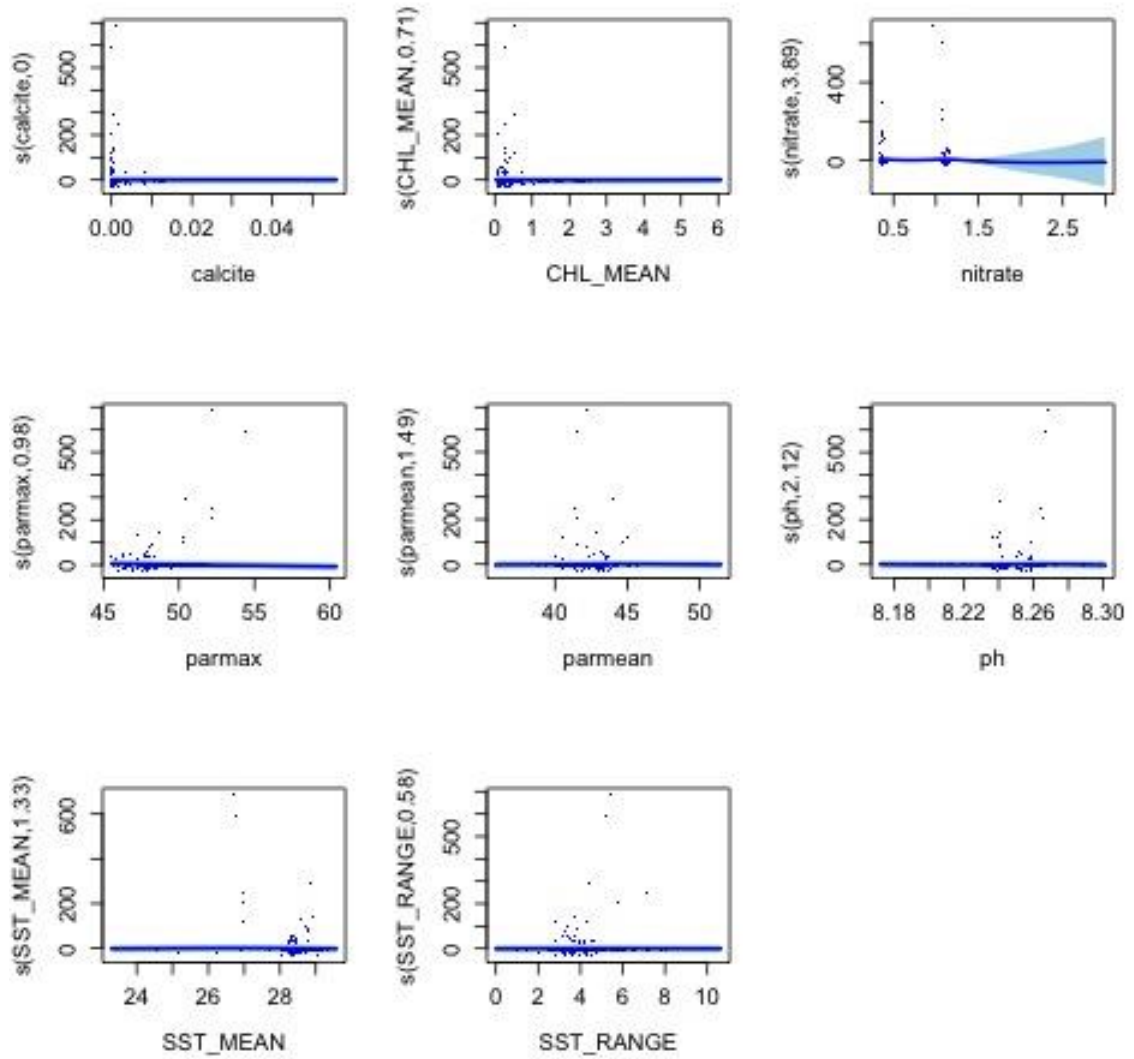 s(calcite,0)
500
200
0
0.00 0.02 0.04
calcite
s(CHL_MEAN,0.71)
500
200
0
0 1 2 3 4 5 6
CHL_MEAN
s(nitrate,3.89)
400
0
0.5 1.5 2.5
nitrate
s(parmax,0.98)
500
200
0
45 50 55 60
parmax
s(parmean,1.49)
500
200
0
40 45 50
parmean
s(ph,2.12)
500
200
0
8.18 8.22 8.26 8.30
ph
s(SST_MEAN,1.33)
600
200
0
24 26 28
SST_MEAN
s(SST_RANGE,0.58)
500
200
0
0 2 4 6 8 10
SST_RANGE